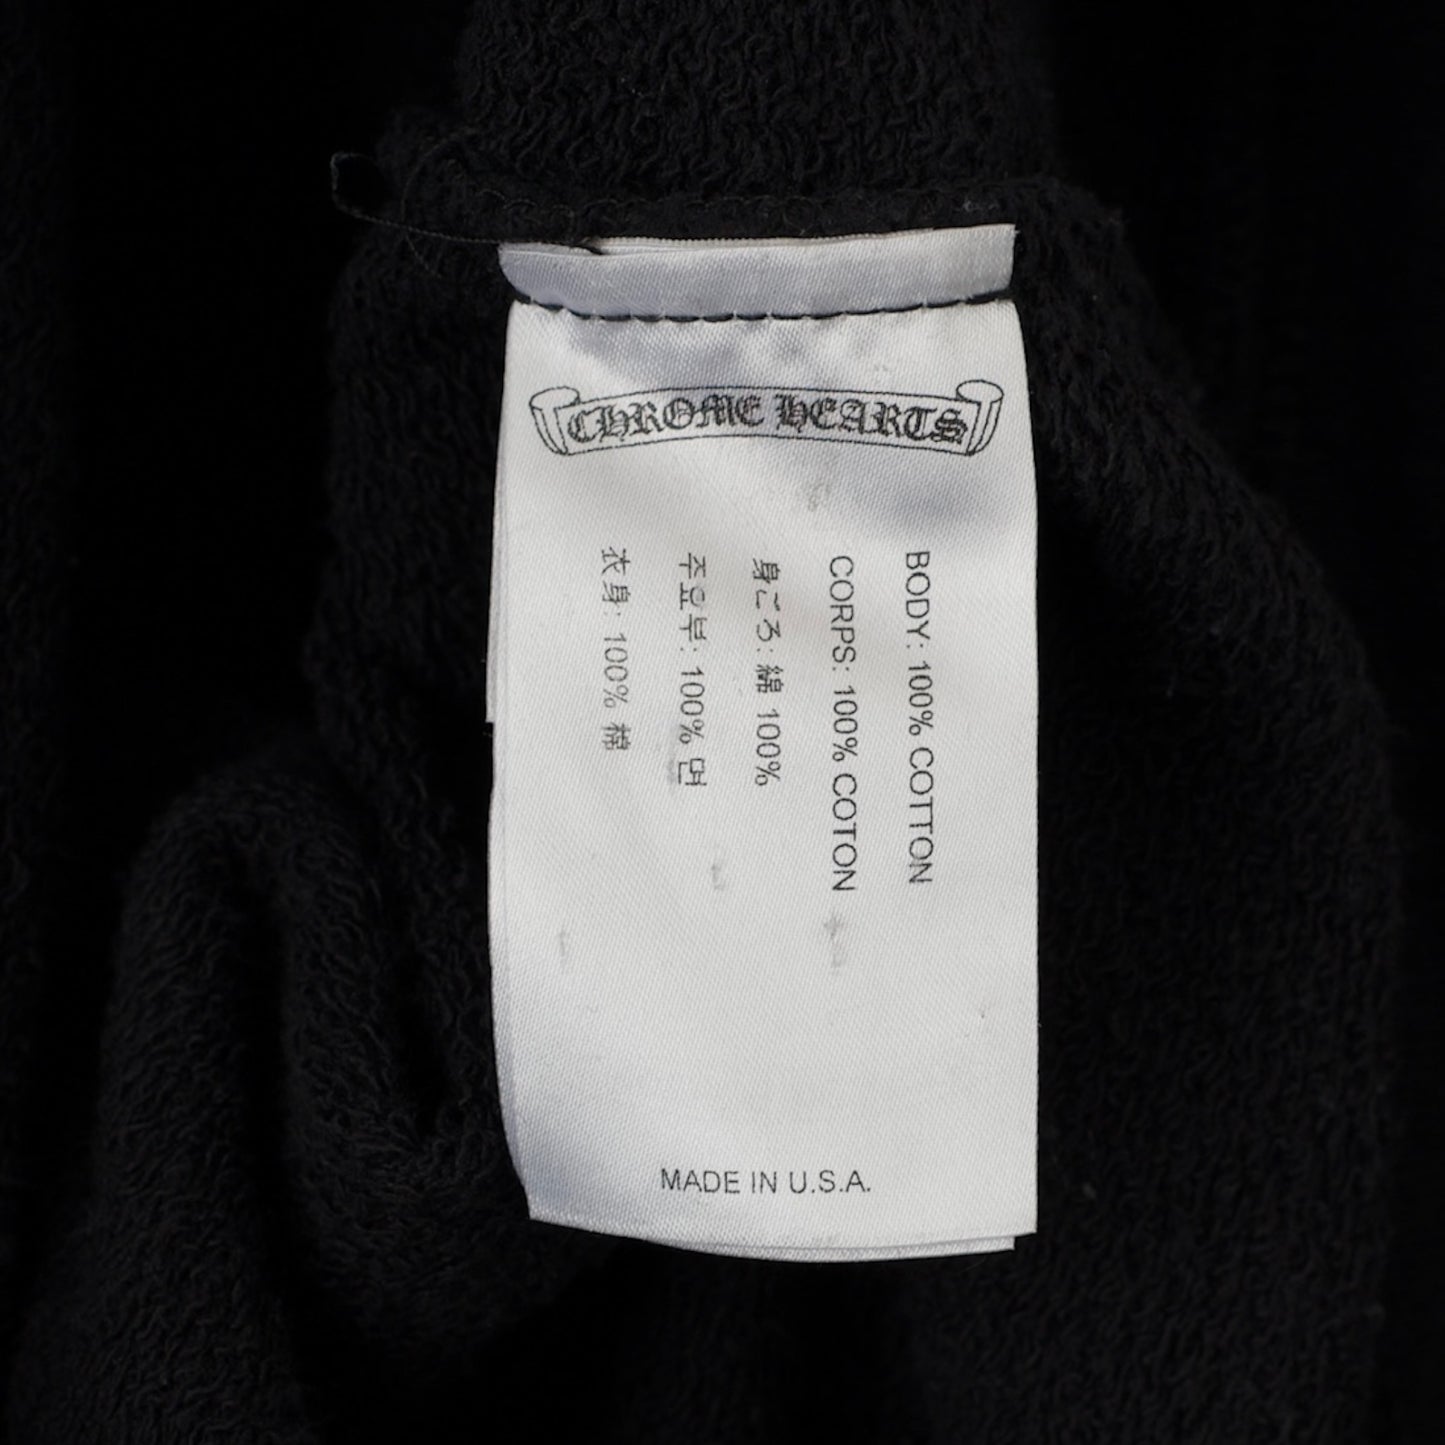 CHROME HEARTS
BODY: 100% COTTON
CORPS: 100% COTON
身ごろ: 綿 100%
주요부: 100% 면
衣身: 100% 棉
MADE IN U.S.A.